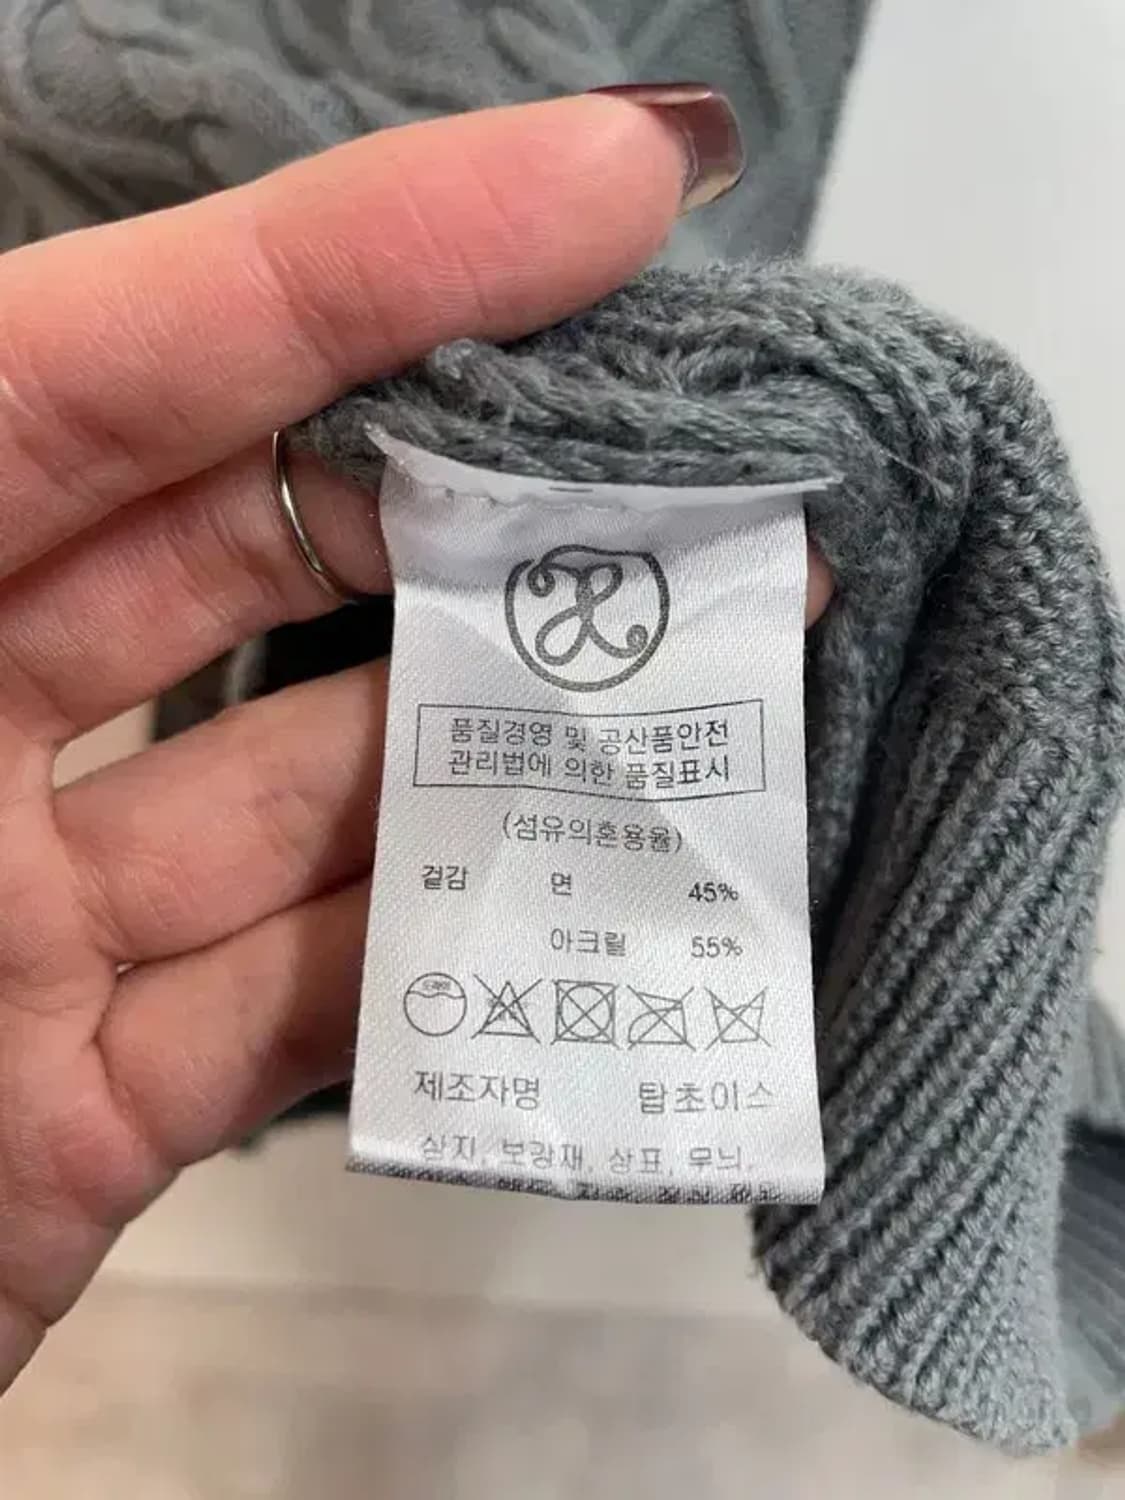 품질경영 및 공산품안전
관리법에 의한 품질표시
(섬유의혼용율)
겉감 면 45%
아크릴 55%
제조자명 탑초이스
심지, 보강재, 상표, 무늬,